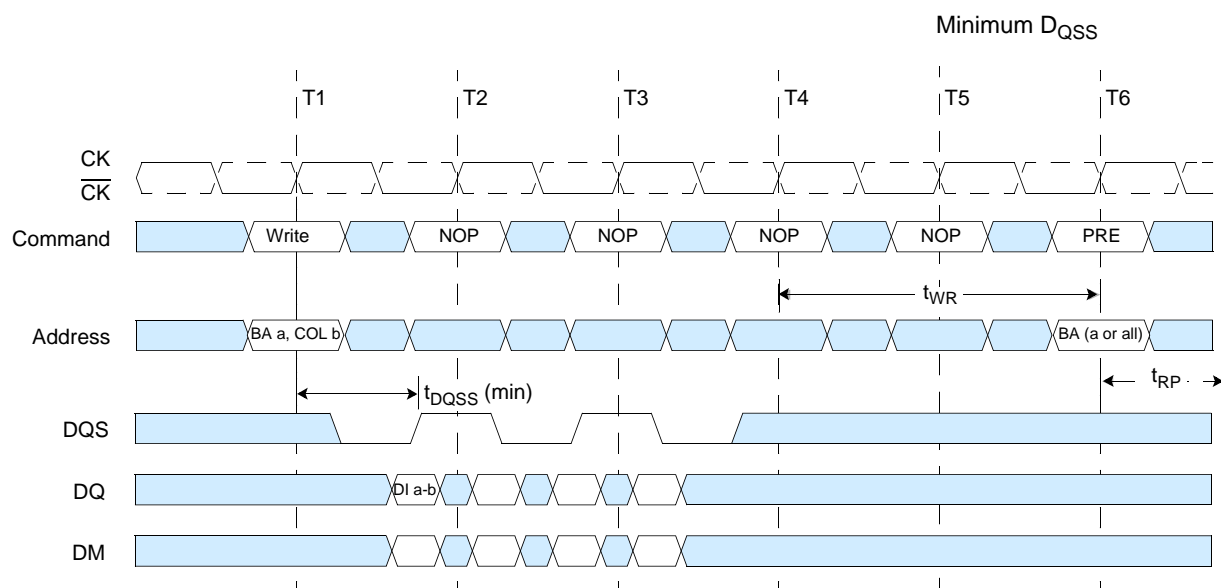 Minimum DQSS
T1 T2 T3 T4 T5 T6
CK
CK
Command Write NOP NOP NOP NOP PRE
tWR
Address BA a, COL b BA (a or all)
tDQSS (min) tRP
DQS
DQ DI a-b
DM